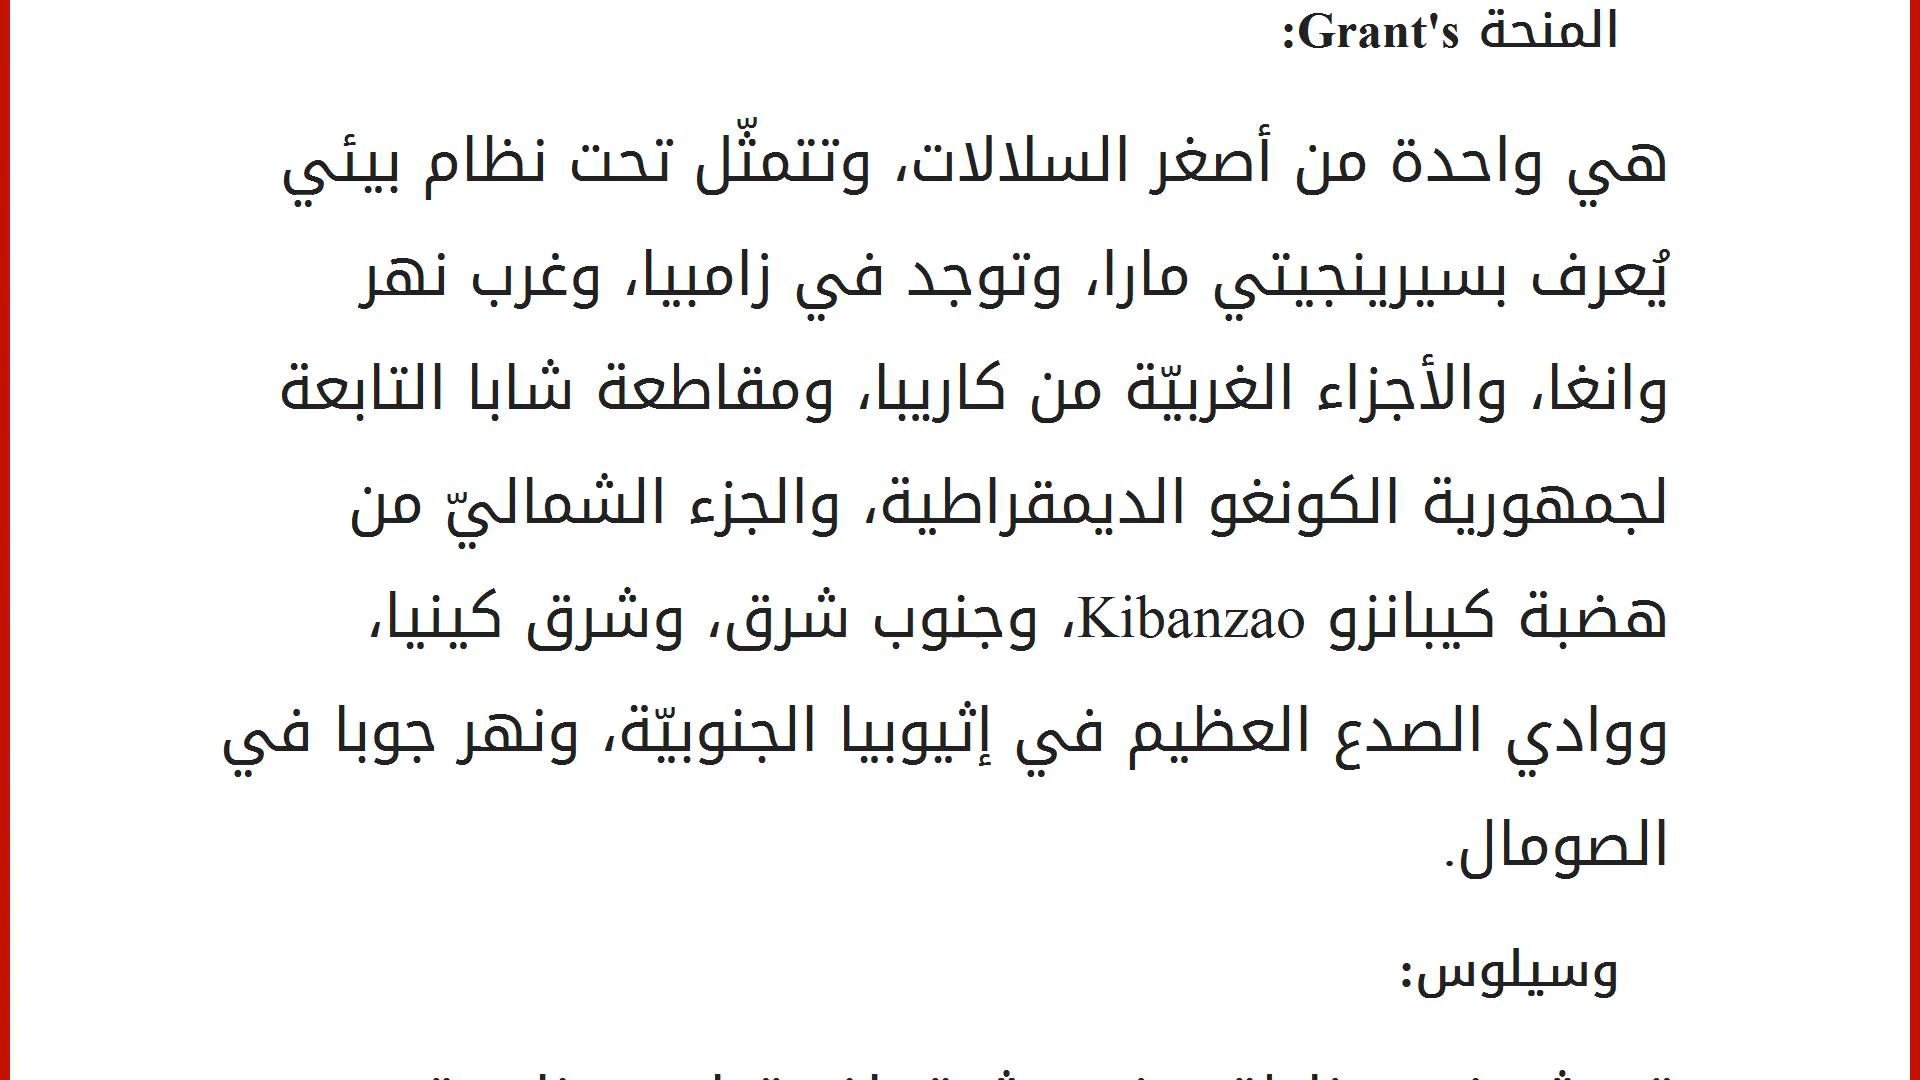 المنحة Grant's:
هي واحدة من أصغر السلالات، وتتمثّل تحت نظام بيئي
يُعرف بسيرينجيتي مارا، وتوجد في زامبيا، وغرب نهر
وانغا، والأجزاء الغربيّة من كاريبا، ومقاطعة شابا التابعة
لجمهورية الكونغو الديمقراطية، والجزء الشماليّ من
هضبة كيبانزو Kibanzao، وجنوب شرق، وشرق كينيا،
ووادي الصدع العظيم في إثيوبيا الجنوبيّة، ونهر جوبا في
الصومال.
وسيلوس: